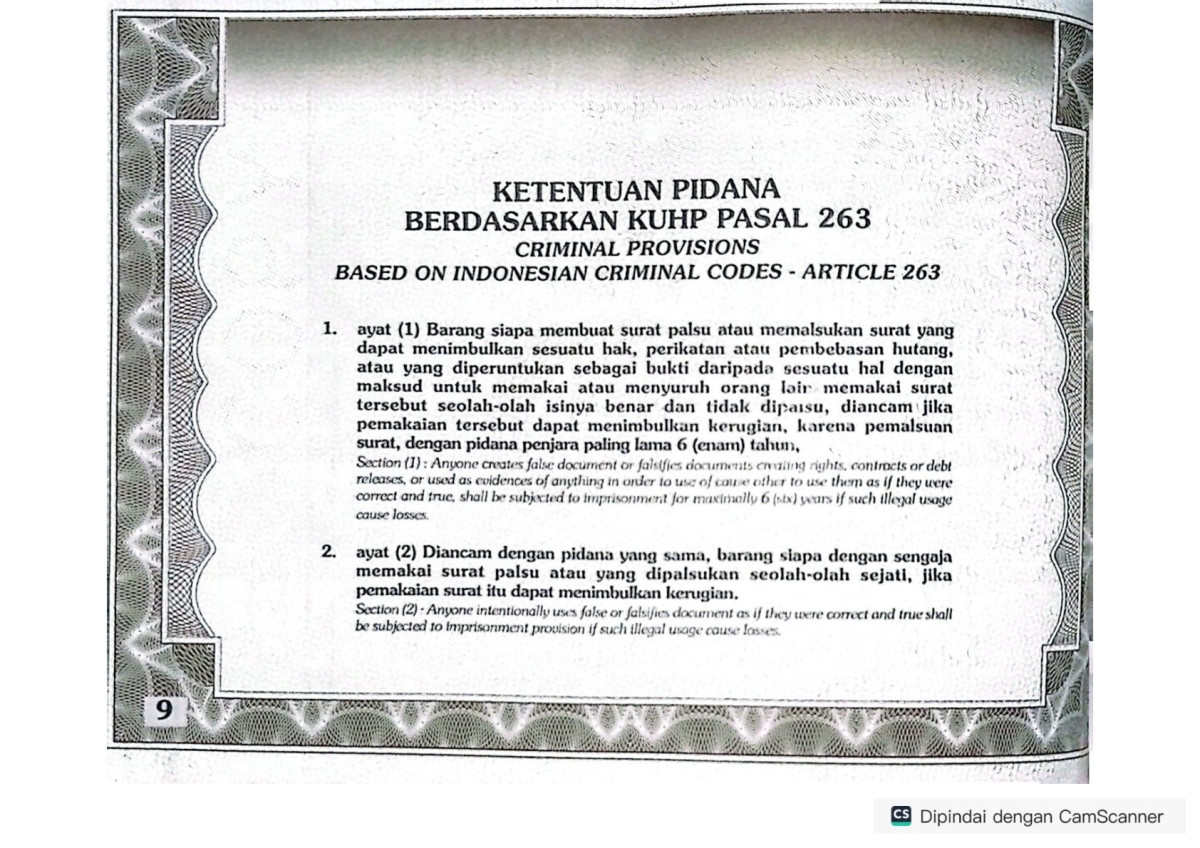 KETENTUAN PIDANA
BERDASARKAN KUHP PASAL 263
CRIMINAL PROVISIONS
BASED ON INDONESIAN CRIMINAL CODES - ARTICLE 263
1. ayat (1) Barang siapa membuat surat palsu atau memalsukan surat yang
dapat menimbulkan sesuatu hak, perikatan atau pembebasan hutang,
atau yang diperuntukan sebagai bukti daripada sesuatu hal dengan
maksud untuk memakai atau menyuruh orang lain memakai surat
tersebut seolah-olah isinya benar dan tidak dipalsu, diancam jika
pemakaian tersebut dapat menimbulkan kerugian, karena pemalsuan
surat, dengan pidana penjara paling lama 6 (enam) tahun,
Section (1) : Anyone creates false document or falsifies documents creating rights, contracts or debt
releases, or used as evidences of anything in order to use of cause other to use them as if they were
correct and true, shall be subjected to imprisonment for maximally 6 (six) years if such illegal usage
cause losses.
2. ayat (2) Diancam dengan pidana yang sama, barang siapa dengan sengaja
memakai surat palsu atau yang dipalsukan seolah-olah sejati, jika
pemakaian surat itu dapat menimbulkan kerugian.
Section (2) - Anyone intentionally uses false or falsifies document as if they were correct and true shall
be subjected to imprisonment provision if such illegal usage cause losses.
9
CS Dipindai dengan CamScanner